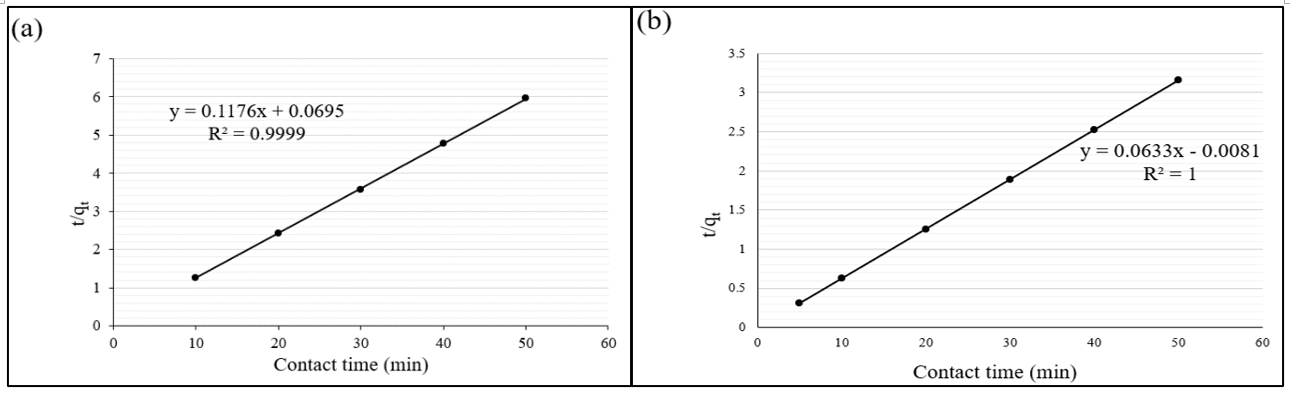 (a)
7
6
5
4
3
2
1
0
t/qt
y = 0.1176x + 0.0695
R² = 0.9999
0 10 20 30 40 50 60
Contact time (min)
(b)
3.5
3
2.5
2
1.5
1
0.5
0
t/qt
y = 0.0633x - 0.0081
R² = 1
0 10 20 30 40 50 60
Contact time (min)